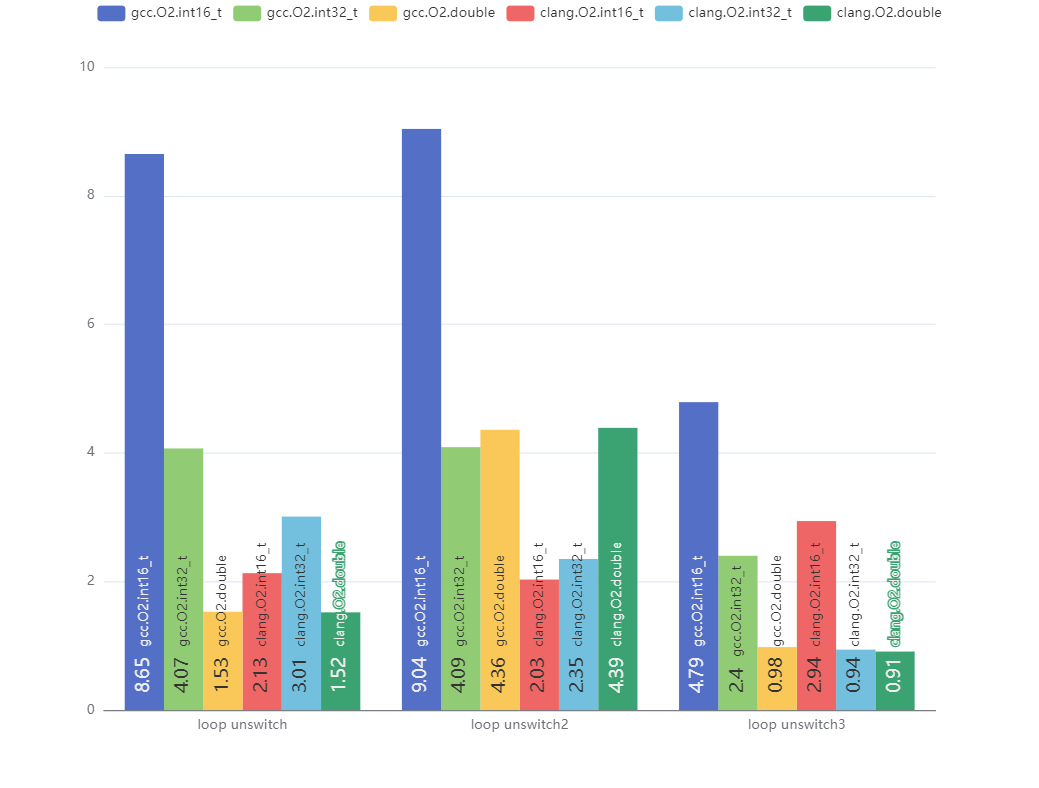 gcc.O2.int16_t gcc.O2.int32_t gcc.O2.double clang.O2.int16_t clang.O2.int32_t clang.O2.double
10
8
6
4
2
0
8.65 gcc.O2.int16_t
4.07 gcc.O2.int32_t
1.53 gcc.O2.double
2.13 clang.O2.int16_t
3.01 clang.O2.int32_t
1.52 clang.O2.double
9.04 gcc.O2.int16_t
4.09 gcc.O2.int32_t
4.36 gcc.O2.double
2.03 clang.O2.int16_t
2.35 clang.O2.int32_t
4.39 clang.O2.double
4.79 gcc.O2.int16_t
2.4 gcc.O2.int32_t
0.98 gcc.O2.double
2.94 clang.O2.int16_t
0.94 clang.O2.int32_t
0.91 clang.O2.double
loop unswitch loop unswitch2 loop unswitch3